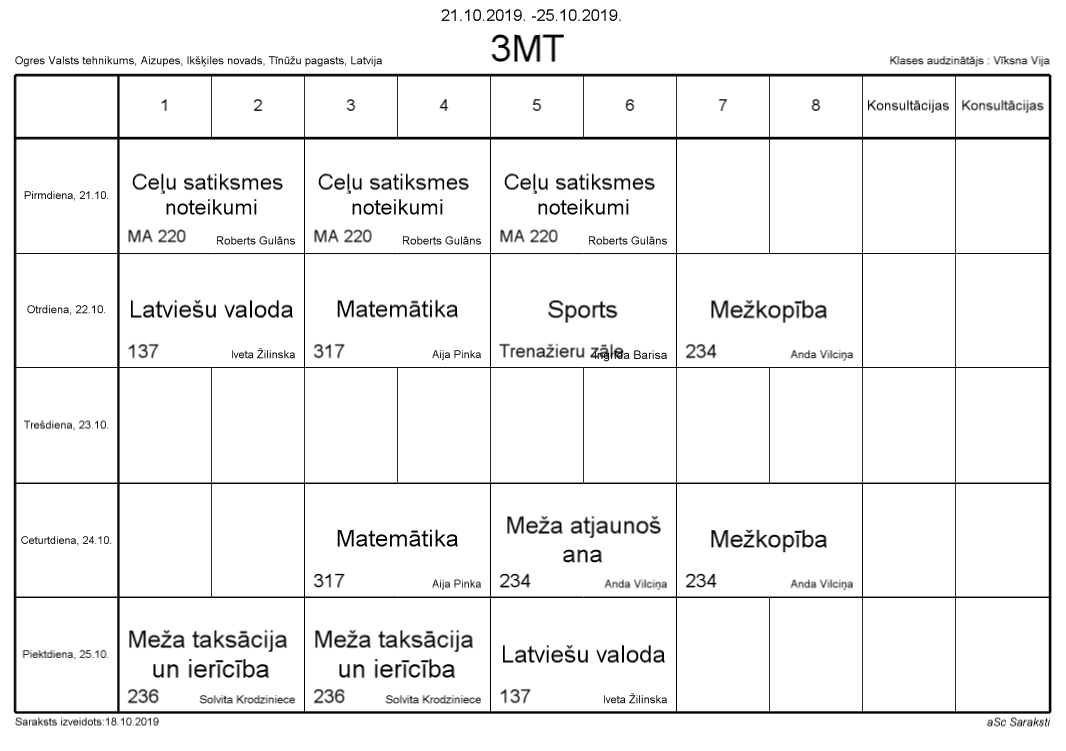 21.10.2019. -25.10.2019.
3MT
Ogres Valsts tehnikums, Aizupes, Ikšķiles novads, Tīnūžu pagasts, Latvija
Klases audzinātājs : Vīksna Vija
1 2 3 4 5 6 7 8 Konsultācijas Konsultācijas
Pirmdiena, 21.10.
Ceļu satiksmes
noteikumi
MA 220 Roberts Gulāns
Ceļu satiksmes
noteikumi
MA 220 Roberts Gulāns
Ceļu satiksmes
noteikumi
MA 220 Roberts Gulāns
Otrdiena, 22.10.
Latviešu valoda
137 Iveta Žilinska
Matemātika
317 Aija Pinka
Sports
Trenažieru zāle Ingrīda Barisa
Mežkopība
234 Anda Vilciņa
Trešdiena, 23.10.
Ceturtdiena, 24.10.
Matemātika
317 Aija Pinka
Meža atjaunoš
ana
234 Anda Vilciņa
Mežkopība
234 Anda Vilciņa
Piektdiena, 25.10.
Meža taksācija
un ierīcība
236 Solvita Krodziniece
Meža taksācija
un ierīcība
236 Solvita Krodziniece
Latviešu valoda
137 Iveta Žilinska
Saraksts izveidots:18.10.2019
aSc Saraksti